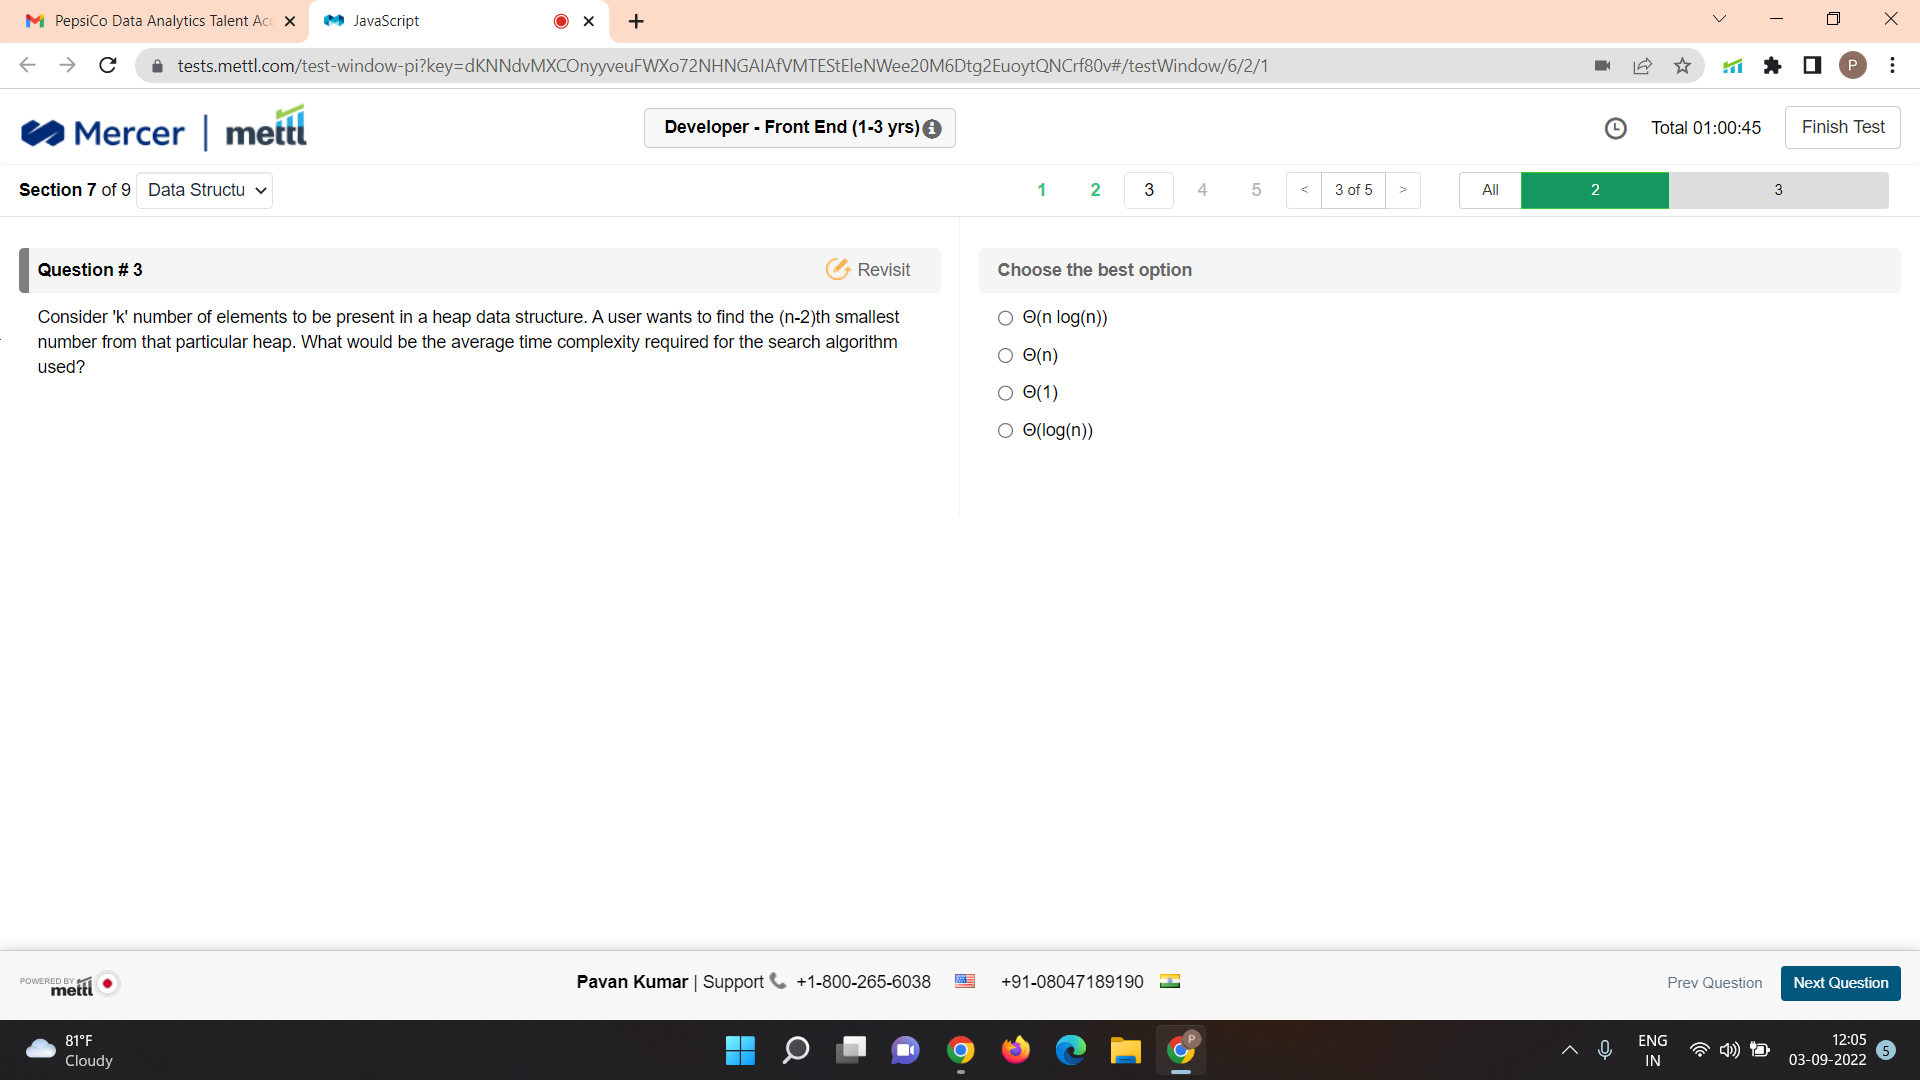 PepsiCo Data Analytics Talent Acc
JavaScript
tests.mettl.com/test-window-pi?key=dKNNdvMXCOnyyveuFWXo72NHNGAIAfVMTEStEleNWee20M6Dtg2EuoytQNCrf80v#/testWindow/6/2/1
P
Mercer | mettl
Developer - Front End (1-3 yrs)
Total 01:00:45
Finish Test
Section 7 of 9
Data Structu
1 2 3 4 5
< 3 of 5 >
All 2 3
Question # 3
Revisit
Choose the best option
Consider 'k' number of elements to be present in a heap data structure. A user wants to find the (n-2)th smallest
number from that particular heap. What would be the average time complexity required for the search algorithm
used?
Θ(n log(n))
Θ(n)
Θ(1)
Θ(log(n))
POWERED BY mettl
Pavan Kumar | Support +1-800-265-6038 +91-08047189190
Prev Question
Next Question
81°F
Cloudy
P
ENG
IN
12:05
03-09-2022
5